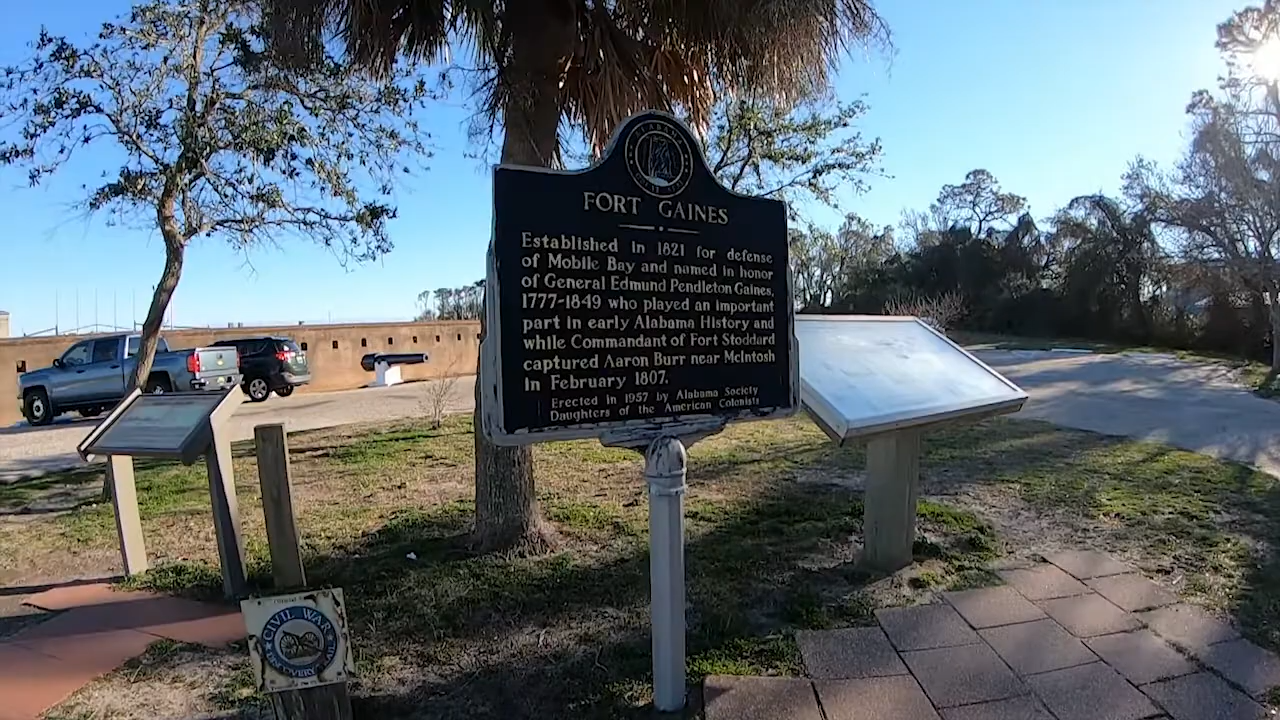 ALABAMA
FORT GAINES
Established in 1821 for defense
of Mobile Bay and named in honor
of General Edmund Pendleton Gaines,
1777-1849 who played an important
part in early Alabama History and
while Commandant of Fort Stoddard
captured Aaron Burr near McIntosh
in February 1807.
Erected in 1957 by Alabama Society
Daughters of the American Colonists
CIVIL WAR
DISCOVERY TRAIL